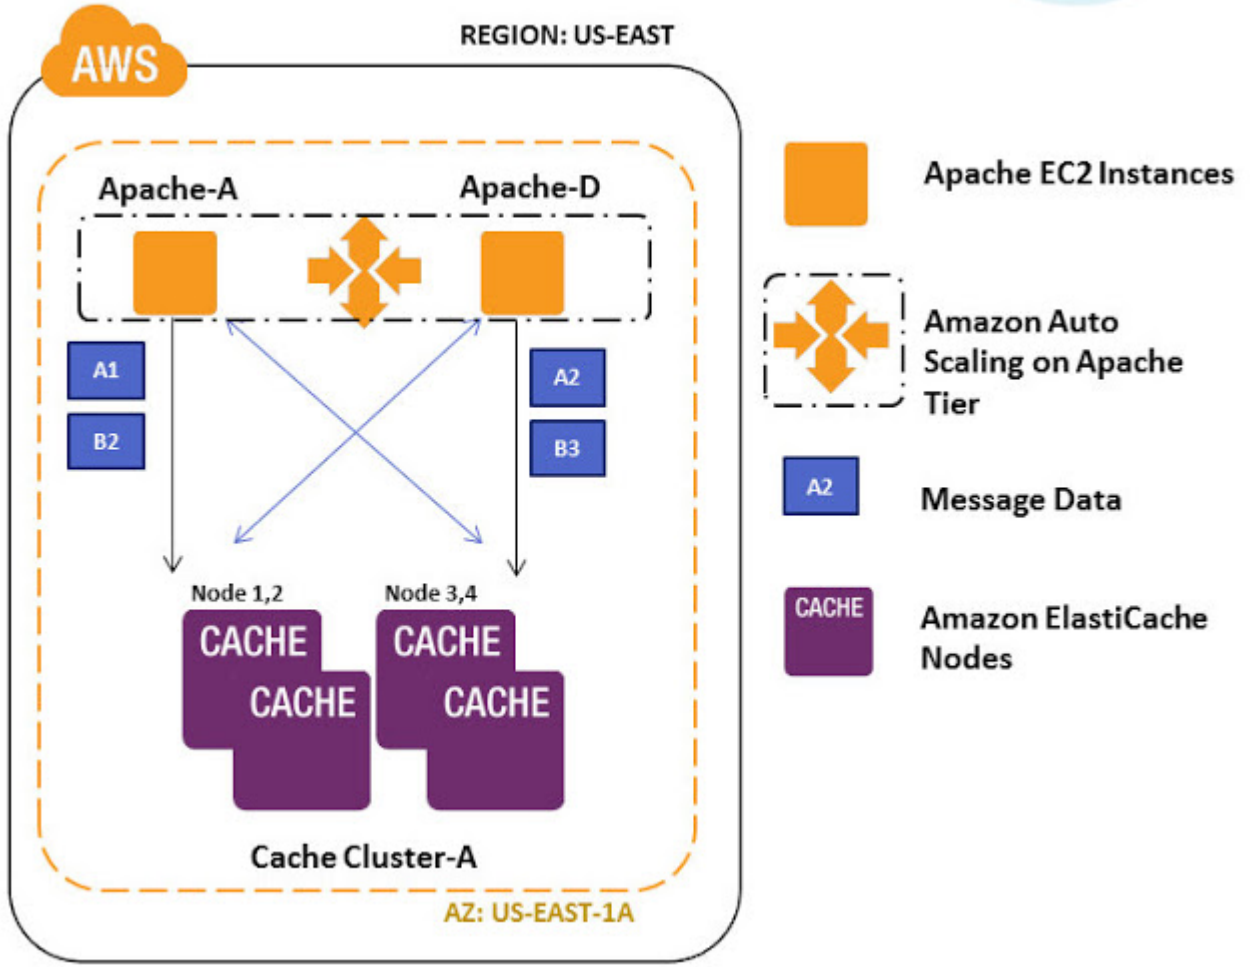 AWS
REGION: US-EAST
Apache-A
Apache-D
A1
B2
A2
B3
Node 1,2
Node 3,4
CACHE
CACHE
CACHE
CACHE
Cache Cluster-A
AZ: US-EAST-1A
Apache EC2 Instances
Amazon Auto
Scaling on Apache
Tier
A2
Message Data
CACHE
Amazon ElastiCache
Nodes